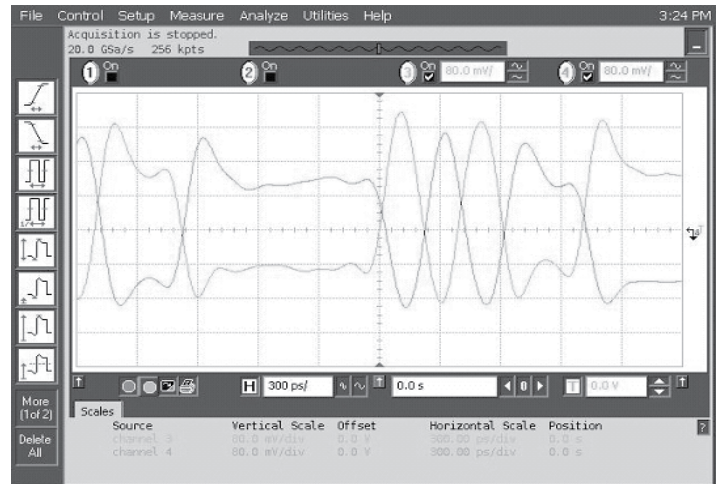 File Control Setup Measure Analyze Utilities Help 3:24 PM
Acquisition is stopped.
20.0 GSa/s 256 kpts
1 On 2 On 3 On 80.0 mV/ 4 On 80.0 mV/
More
(1of 2)
Delete
All
H 300 ps/ 0.0 s 0 T 0.0 V
Scales
Source Vertical Scale Offset Horizontal Scale Position
channel 3 80.0 mV/div 0.0 V 300.00 ps/div 0.0 s
channel 4 80.0 mV/div 0.0 V 300.00 ps/div 0.0 s
?